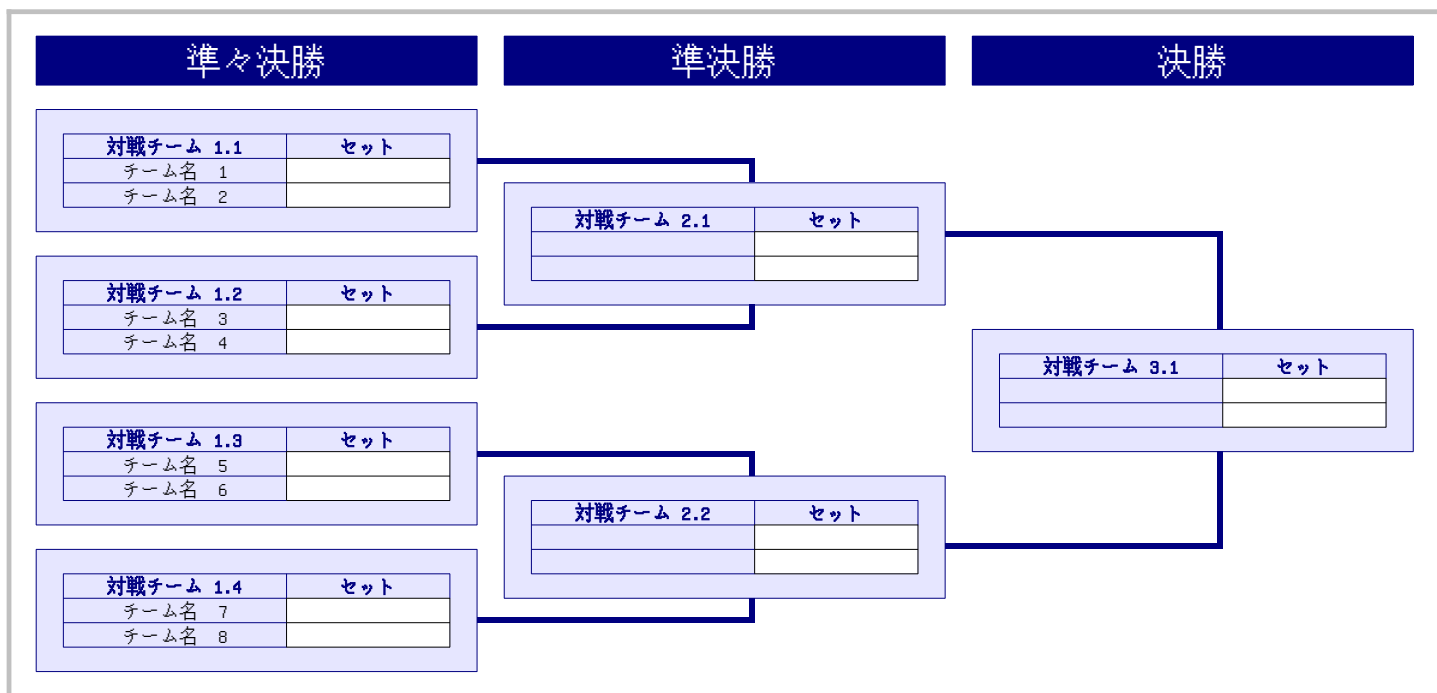 準々決勝
準決勝
決勝
対戦チーム 1.1 セット
チーム名 1
チーム名 2
対戦チーム 1.2 セット
チーム名 3
チーム名 4
対戦チーム 1.3 セット
チーム名 5
チーム名 6
対戦チーム 1.4 セット
チーム名 7
チーム名 8
対戦チーム 2.1 セット
対戦チーム 2.2 セット
対戦チーム 3.1 セット